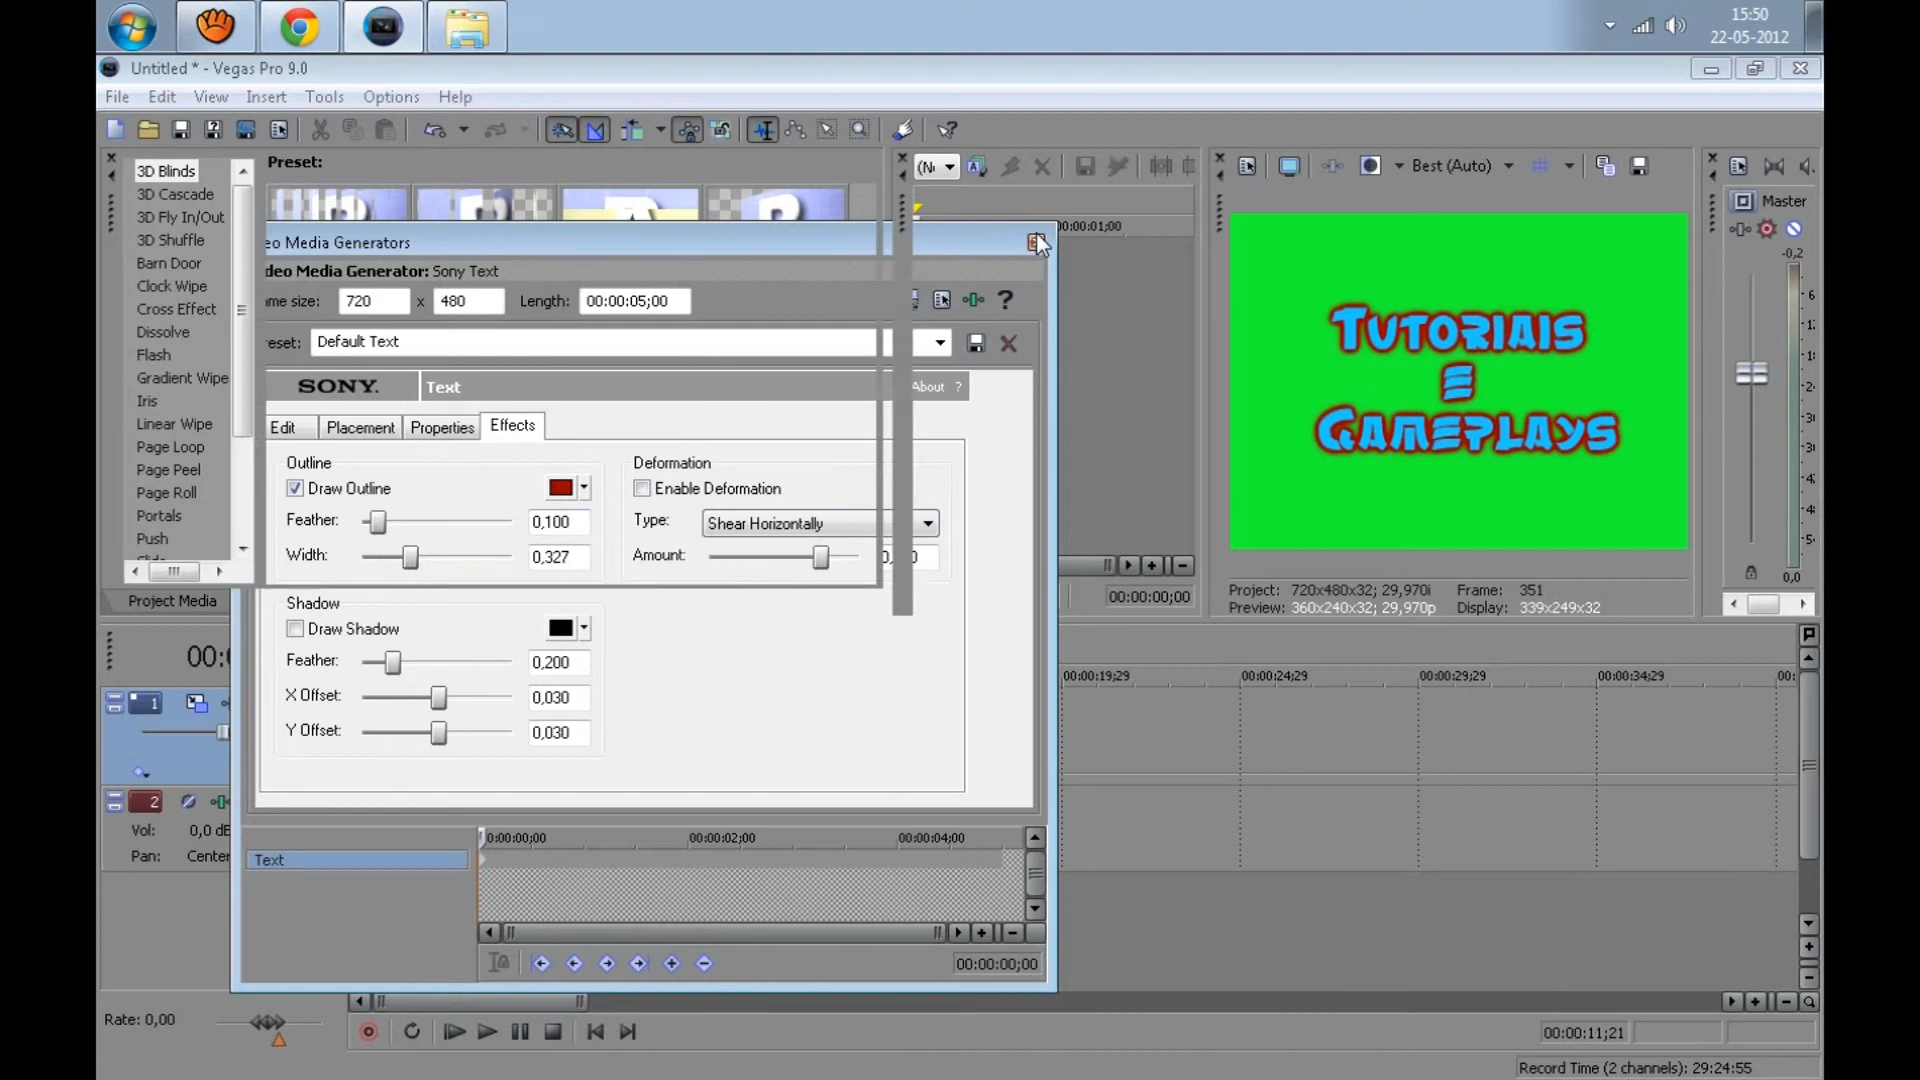 15:50
22-05-2012
Untitled * - Vegas Pro 9.0
File Edit View Insert Tools Options Help
Preset:
3D Blinds
3D Cascade
3D Fly In/Out
3D Shuffle
Barn Door
Clock Wipe
Cross Effect
Dissolve
Flash
Gradient Wipe
Iris
Linear Wipe
Page Loop
Page Peel
Page Roll
Portals
Push
Project Media
eo Media Generators
deo Media Generator: Sony Text
me size: 720 x 480 Length: 00:00:05;00
reset: Default Text
SONY. Text About ?
Edit Placement Properties Effects
Outline
Draw Outline
Feather: 0,100
Width: 0,327
Deformation
Enable Deformation
Type: Shear Horizontally
Amount:
Shadow
Draw Shadow
Feather: 0,200
X Offset: 0,030
Y Offset: 0,030
0:00:00;00 00:00:02;00 00:00:04;00
Text
00:00:00;00
00:00:01;00
00:00:00;00
Best (Auto)
Tutoriais
E
Gameplays
Project: 720x480x32; 29,970i Frame: 351
Preview: 360x240x32; 29,970p Display: 339x249x32
Master
-0,2
0,0
00:00:19;29 00:00:24;29 00:00:29;29 00:00:34;29 00:
1
2
Vol: 0,0 dB
Pan: Center
Rate: 0,00
00:00:11;21
Record Time (2 channels): 29:24:55